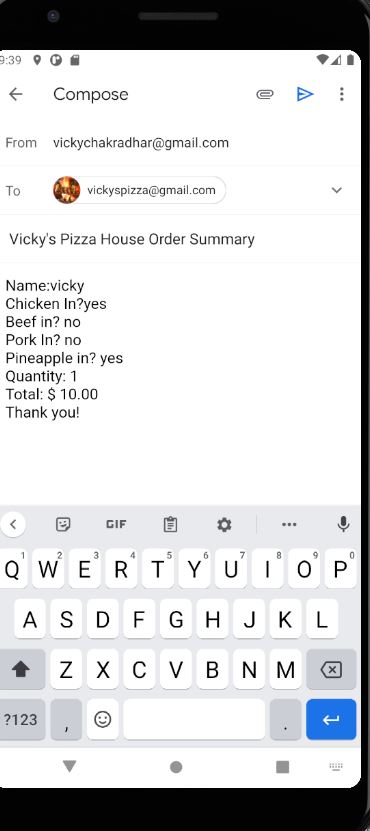 9:39
Compose
From vickychakradhar@gmail.com
To vickyspizza@gmail.com
Vicky's Pizza House Order Summary
Name:vicky
Chicken In?yes
Beef in? no
Pork In? no
Pineapple in? yes
Quantity: 1
Total: $ 10.00
Thank you!
GIF
1 2 3 4 5 6 7 8 9 0
Q W E R T Y U I O P
A S D F G H J K L
Z X C V B N M
?123 , .